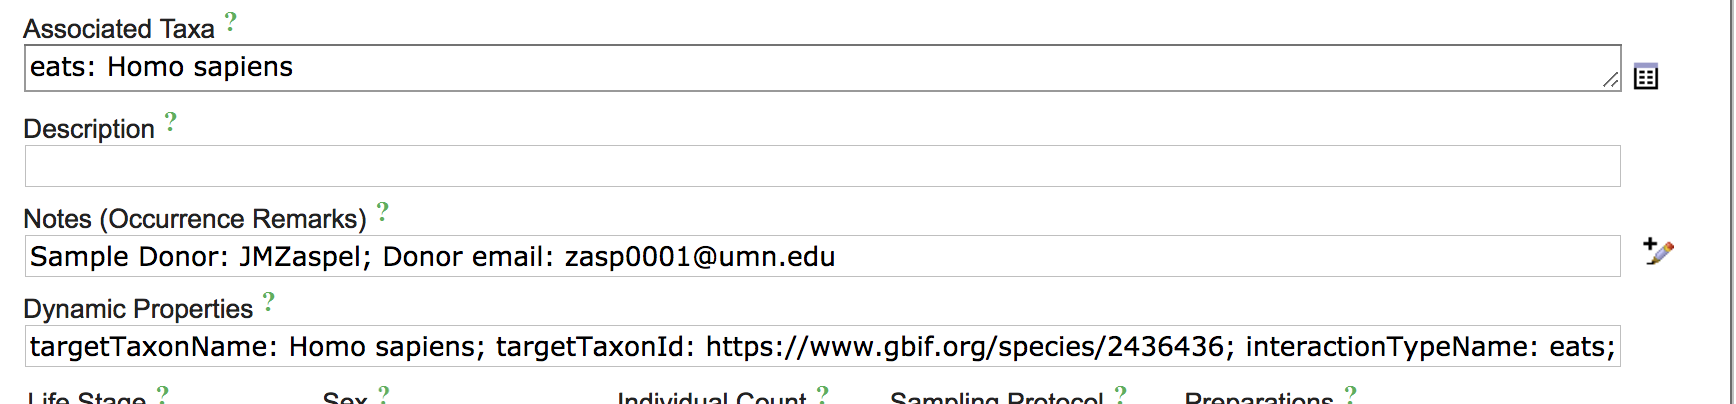 Associated Taxa ?
eats: Homo sapiens
Description ?
Notes (Occurrence Remarks) ?
Sample Donor: JMZaspel; Donor email: zasp0001@umn.edu
Dynamic Properties ?
targetTaxonName: Homo sapiens; targetTaxonId: https://www.gbif.org/species/2436436; interactionTypeName: eats;
Life Stage ? Sex ? Individual Count ? Sampling Protocol ? Preparations ?